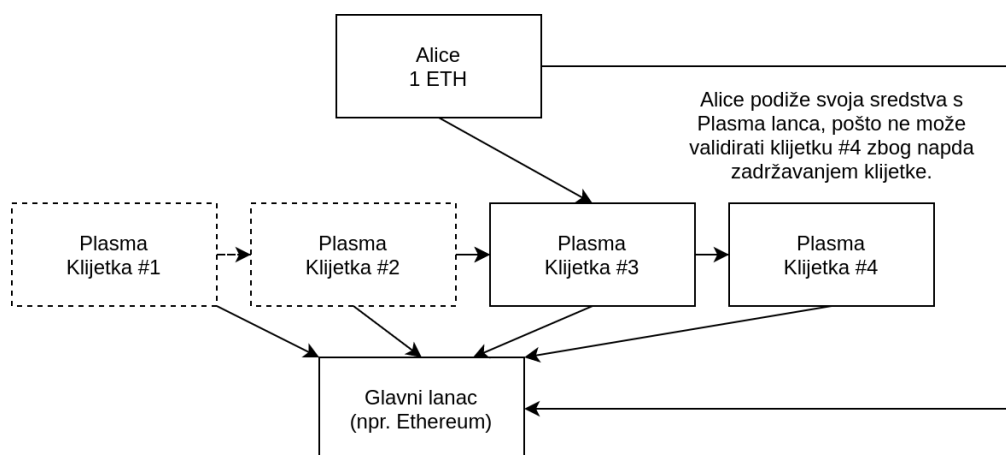 Alice
1 ETH
Alice podiže svoja sredstva s
Plasma lanca, pošto ne može
validirati klijetku #4 zbog napda
zadržavanjem klijetke.
Plasma
Klijetka #1
Plasma
Klijetka #2
Plasma
Klijetka #3
Plasma
Klijetka #4
Glavni lanac
(npr. Ethereum)